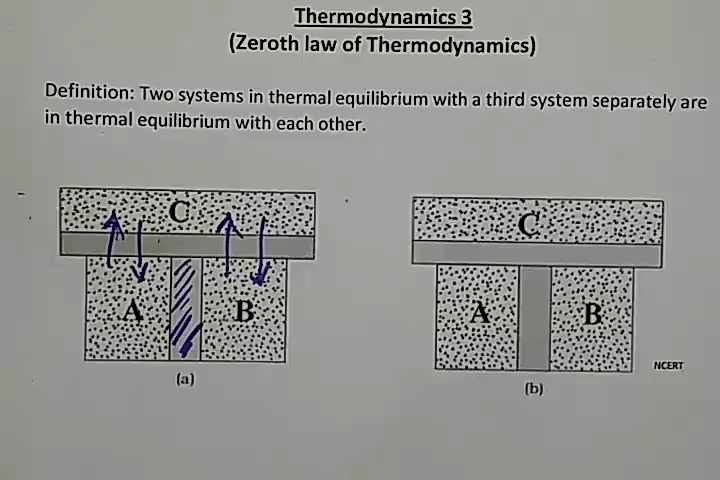 Thermodynamics 3
(Zeroth law of Thermodynamics)
Definition: Two systems in thermal equilibrium with a third system separately are
in thermal equilibrium with each other.
C
A
B
(a)
C
A
B
(b)
NCERT